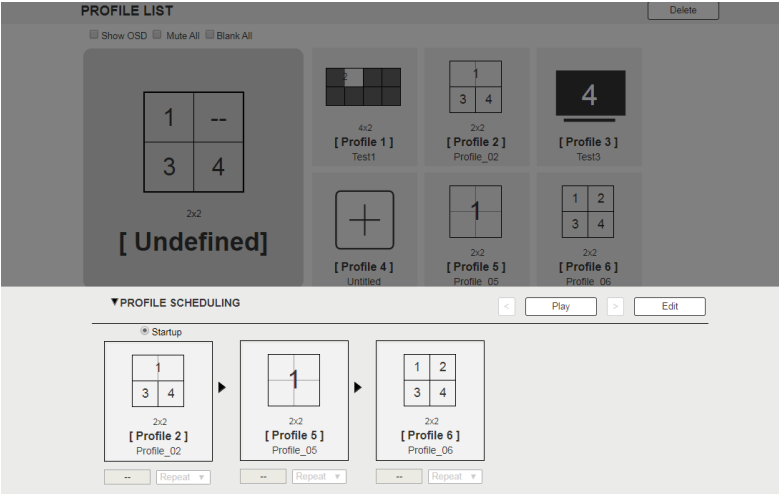 PROFILE LIST
Delete
Show OSD Mute All Blank All
1 --
3 4
2x2
[ Undefined]
2
4x2
[ Profile 1 ]
Test1
1
3 4
2x2
[ Profile 2 ]
Profile_02
4
[ Profile 3 ]
Test3
[ Profile 4 ]
Untitled
1
2x2
[ Profile 5 ]
Profile_05
1 2
3 4
2x2
[ Profile 6 ]
Profile_06
▼PROFILE SCHEDULING
< Play > Edit
Startup
1
3 4
2x2
[ Profile 2 ]
Profile_02
-- Repeat ▼
1
2x2
[ Profile 5 ]
Profile_05
-- Repeat ▼
1 2
3 4
2x2
[ Profile 6 ]
Profile_06
-- Repeat ▼